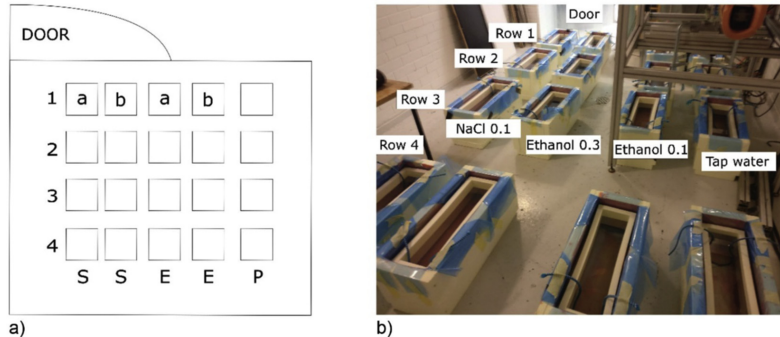 DOOR
1 a b a b
2
3
4
S S E E P
a)
Door
Row 1
Row 2
Row 3
NaCl 0.1
Ethanol 0.3
Ethanol 0.1
Tap water
Row 4
b)